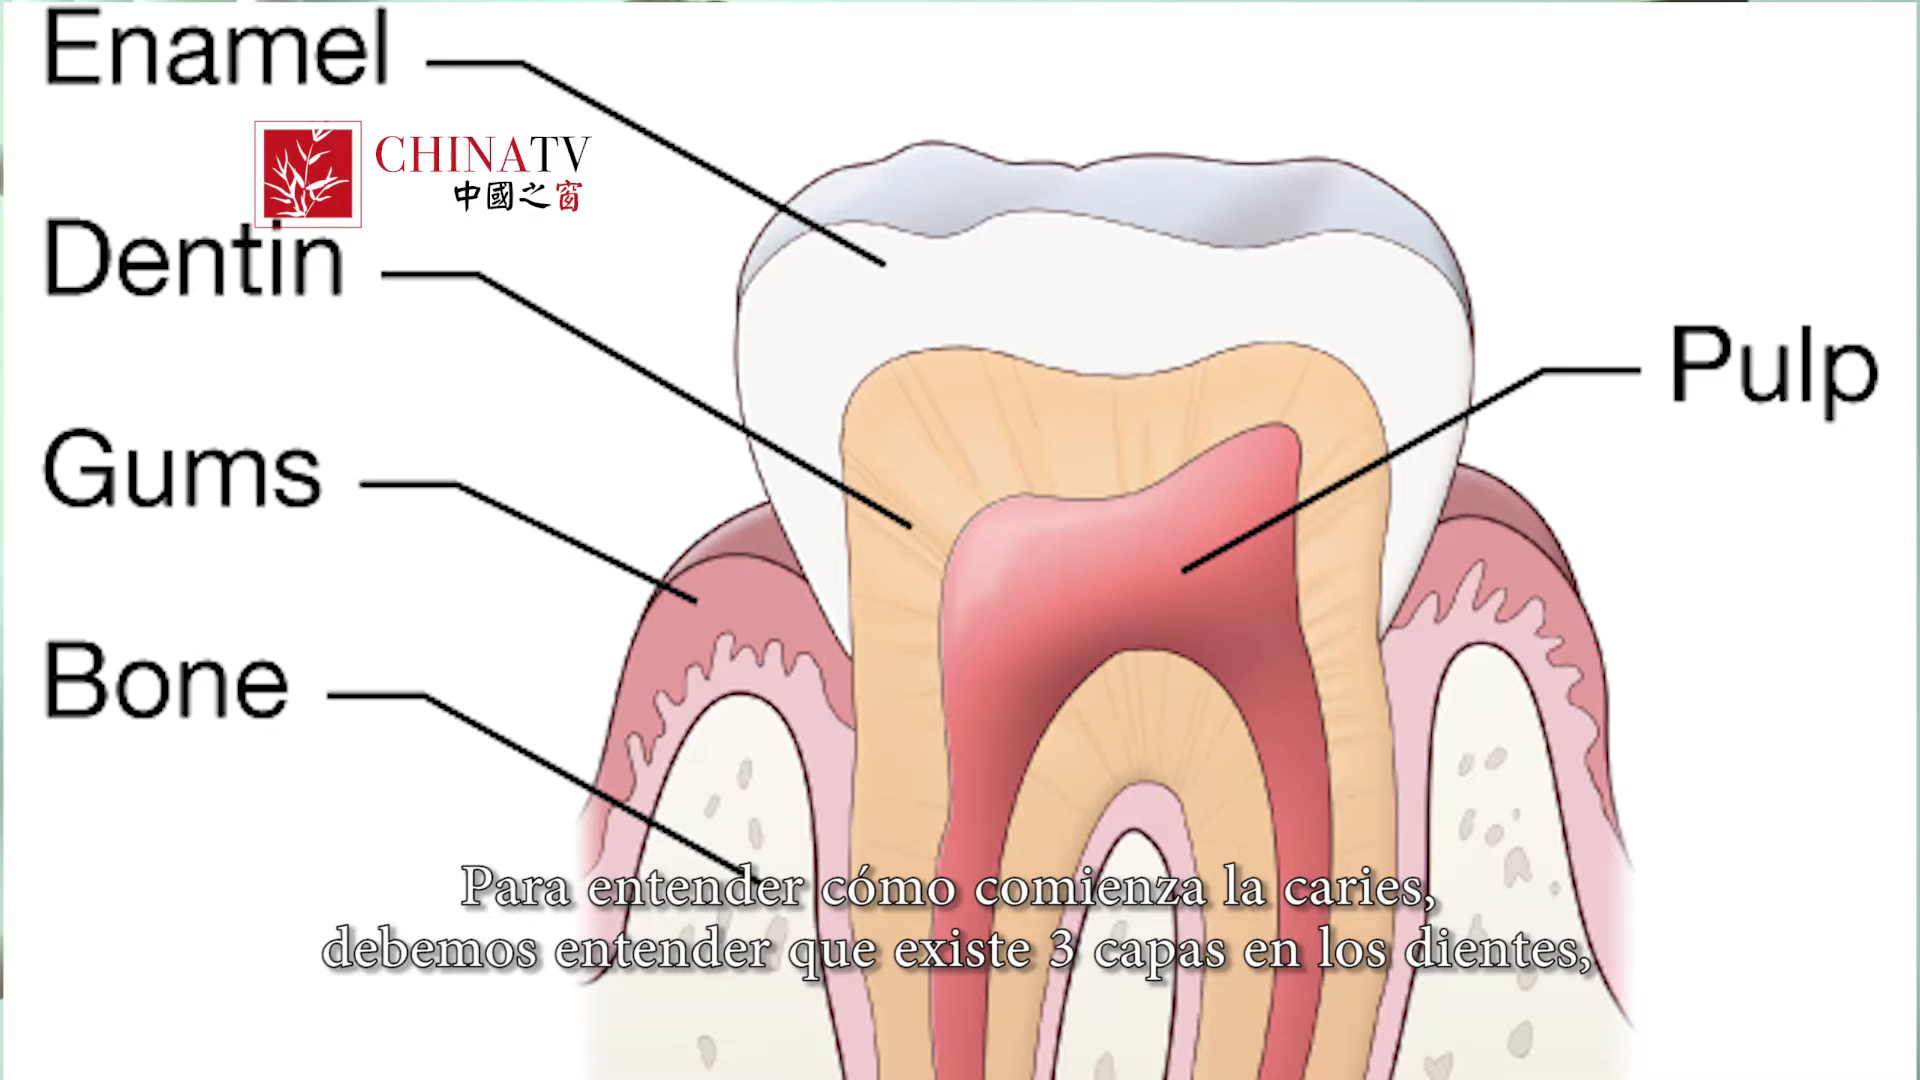 Enamel
CHINATV
中國之窗
Dentin
Pulp
Gums
Bone
Para entender cómo comienza la caries,
debemos entender que existe 3 capas en los dientes,